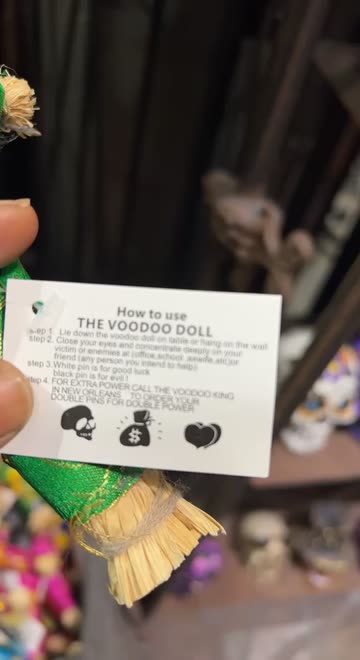 How to use
THE VOODOO DOLL
step 1. Lie down the voodoo doll on table or hang on the wall
step 2. Close your eyes and concentrate deeply on your
victim or enemies at (office,school ,exwife,atc)or
friend (any person you intend to help)
step 3.White pin is for good luck
black pin is for evil !
step 4. FOR EXTRA POWER CALL THE VOODOO KING
IN NEW ORLEANS TO ORDER YOUR
DOUBLE PINS FOR DOUBLE POWER
$